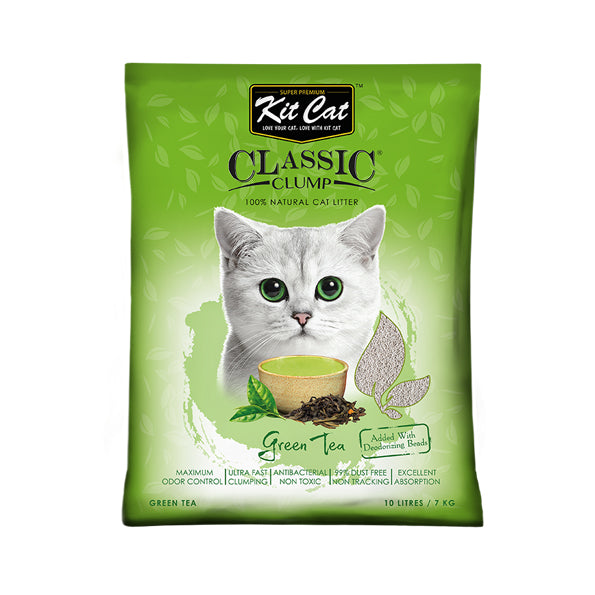 SUPER PREMIUM
Kit Cat™
LOVE YOUR CAT, LOVE WITH KIT CAT
CLASSIC®
CLUMP
100% NATURAL CAT LITTER
Green Tea
Added With
Deodorizing Beads
MAXIMUM
ODOR CONTROL
ULTRA FAST
CLUMPING
ANTIBACTERIAL
NON TOXIC
99% DUST FREE
NON TRACKING
EXCELLENT
ABSORPTION
GREEN TEA
10 LITRES / 7 KG